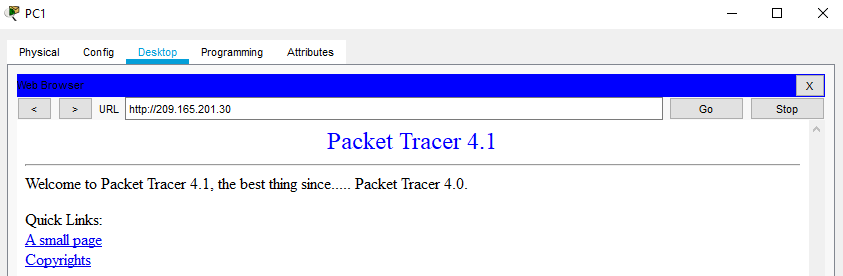 PC1
Physical Config Desktop Programming Attributes
Web Browser X
< > URL http://209.165.201.30 Go Stop
Packet Tracer 4.1
Welcome to Packet Tracer 4.1, the best thing since..... Packet Tracer 4.0.
Quick Links:
A small page
Copyrights